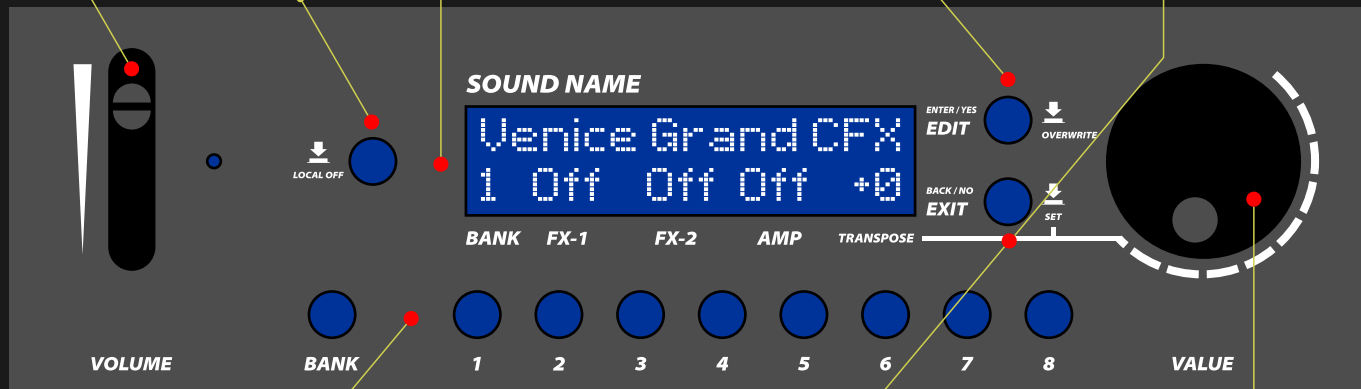 SOUND NAME
Venice Grand CFX
1 Off Off Off +0
BANK FX-1 FX-2 AMP TRANSPOSE
LOCAL OFF
ENTER / YES
EDIT
OVERWRITE
BACK / NO
EXIT
SET
VOLUME BANK 1 2 3 4 5 6 7 8 VALUE